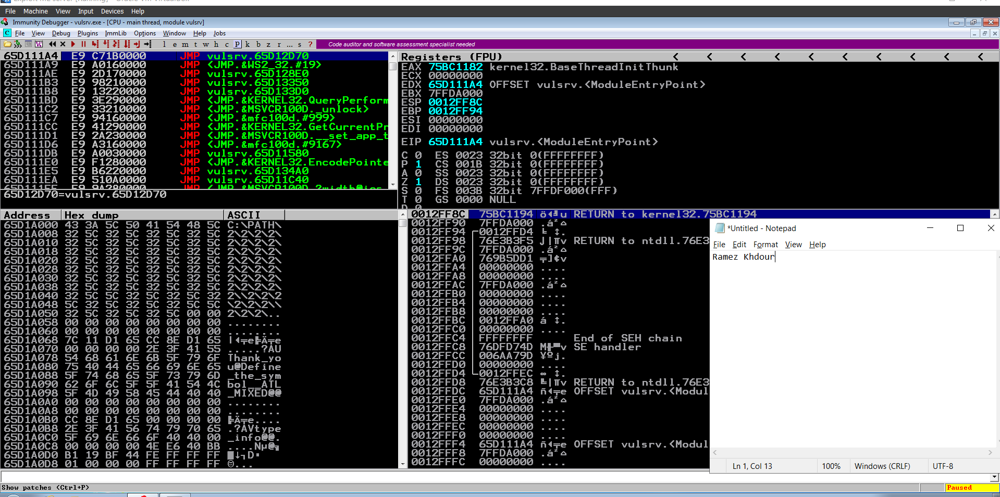 Exploit ME server [Running] - Oracle VM VirtualBox
File Machine View Input Devices Help
Immunity Debugger - vulsrv.exe - [CPU - main thread, module vulsrv]
C File View Debug Plugins ImmLib Options Window Help Jobs
l e m t w h c p k b z r ... s ? Code auditor and software assessment specialist needed
65D111A4 E9 C71B0000 JMP vulsrv.65D12D70
65D111A9 E9 A0160000 JMP <JMP.&WS2_32.#19>
65D111AE E9 2D170000 JMP vulsrv.65D128E0
65D111B3 E9 98210000 JMP vulsrv.65D13350
65D111B8 E9 13220000 JMP vulsrv.65D133D0
65D111BD E9 3E290000 JMP <JMP.&KERNEL32.QueryPerform
65D111C2 E9 33210000 JMP <JMP.&MSVCR100D._unlock>
65D111C7 E9 94160000 JMP <JMP.&mfc100d.#999>
65D111CC E9 41290000 JMP <JMP.&KERNEL32.GetCurrentPr
65D111D1 E9 2A230000 JMP <JMP.&MSVCR100D.__set_app_t
65D111D6 E9 A3160000 JMP <JMP.&mfc100d.#9167>
65D111DB E9 A0030000 JMP vulsrv.65D11580
65D111E0 E9 F1280000 JMP <JMP.&KERNEL32.EncodePointe
65D111E5 E9 B6220000 JMP vulsrv.65D134A0
65D111EA E9 510A0000 JMP vulsrv.65D11C40
65D111EF E9 9A280000 JMP <JMP.&MSVCR100D.?width@ios_
65D12D70=vulsrv.65D12D70
Registers (FPU) < < < < < < < < < <
EAX 75BC1182 kernel32.BaseThreadInitThunk
ECX 00000000
EDX 65D111A4 OFFSET vulsrv.<ModuleEntryPoint>
EBX 7FFDA000
ESP 0012FF8C
EBP 0012FF94
ESI 00000000
EDI 00000000
EIP 65D111A4 vulsrv.<ModuleEntryPoint>
C 0 ES 0023 32bit 0(FFFFFFFF)
P 1 CS 001B 32bit 0(FFFFFFFF)
A 0 SS 0023 32bit 0(FFFFFFFF)
Z 1 DS 0023 32bit 0(FFFFFFFF)
S 0 FS 003B 32bit 7FFDF000(FFF)
T 0 GS 0000 NULL
D 0
Address Hex dump ASCII
65D1A000 43 3A 5C 50 41 54 48 5C C:\PATH\
65D1A008 32 5C 32 5C 32 5C 32 5C 2\2\2\2\
65D1A010 32 5C 32 5C 32 5C 32 5C 2\2\2\2\
65D1A018 32 5C 32 5C 32 5C 32 5C 2\2\2\2\
65D1A020 32 5C 32 5C 32 5C 32 5C 2\2\2\2\
65D1A028 32 5C 32 5C 32 5C 32 5C 2\2\2\2\
65D1A030 32 5C 32 5C 32 5C 32 5C 2\2\2\2\
65D1A038 32 5C 32 5C 32 5C 32 5C 2\2\2\2\
65D1A040 32 5C 5C 32 5C 32 5C 32 2\\2\2\2
65D1A048 5C 32 5C 32 5C 32 5C 5C \2\2\2\\
65D1A050 32 5C 32 5C 32 5C 00 00 2\2\2\..
65D1A058 00 00 00 00 00 00 00 00 ........
65D1A060 00 00 00 00 00 00 00 00 ........
65D1A068 7C 11 D1 65 CC 8E D1 65 |◄╤e╠Ä╤e
65D1A070 00 00 00 00 2E 3F 41 55 .....?AU
65D1A078 54 68 61 6E 6B 5F 79 6F Thank_yo
65D1A080 75 40 44 65 66 69 6E 65 u@Define
65D1A088 5F 74 68 65 5F 73 79 6D _the_sym
65D1A090 62 6F 6C 5F 5F 41 54 4C bol__ATL
65D1A098 5F 4D 49 58 45 44 40 40 _MIXED@@
65D1A0A0 00 00 00 00 00 00 00 00 ........
65D1A0A8 00 00 00 00 00 00 00 00 ........
65D1A0B0 CC 8E D1 65 00 00 00 00 ╠Ä╤e....
65D1A0B8 2E 3F 41 56 74 79 70 65 .?AVtype
65D1A0C0 5F 69 6E 66 6F 40 40 00 _info@@.
65D1A0C8 00 00 00 00 4E E6 40 BB ....Nµ@╗
65D1A0D0 B1 19 BF 44 FE FF FF FF ▒↓┐D■
65D1A0D8 01 00 00 00 FF FF FF FF ☺...
0012FF8C 75BC1194 ö◄╝u RETURN to kernel32.75BC1194
0012FF90 7FFDA000 .á²⌂
0012FF94 0012FFD4 ╘ ↕.
0012FF98 76E3B3F5 ⌡│πv RETURN to ntdll.76E3
0012FF9C 7FFDA000 .á²⌂
0012FFA0 769B5DD1 ╤]¢v
0012FFA4 00000000 ....
0012FFA8 00000000 ....
0012FFAC 7FFDA000 .á²⌂
0012FFB0 00000000 ....
0012FFB4 00000000 ....
0012FFB8 00000000 ....
0012FFBC 0012FFA0 á ↕.
0012FFC0 00000000 ....
0012FFC4 FFFFFFFF End of SEH chain
0012FFC8 76DFD74D M╫▀v SE handler
0012FFCC 006AA79D ¥ºj.
0012FFD0 00000000 ....
0012FFD4 0012FFEC ∞ ↕.
0012FFD8 76E3B3C8 ╚│πv RETURN to ntdll.76E3
0012FFDC 65D111A4 ñ◄╤e OFFSET vulsrv.<Modul
0012FFE0 7FFDA000 .á²⌂
0012FFE4 00000000 ....
0012FFE8 00000000 ....
0012FFEC 00000000 ....
0012FFF0 00000000 ....
0012FFF4 65D111A4 ñ◄╤e OFFSET vulsrv.<Modul
0012FFF8 7FFDA000 .á²⌂
0012FFFC 00000000 ....
*Untitled - Notepad
File Edit Format View Help
Ramez Khdour
Ln 1, Col 13 100% Windows (CRLF) UTF-8
Show patches (Ctrl+P)
Paused